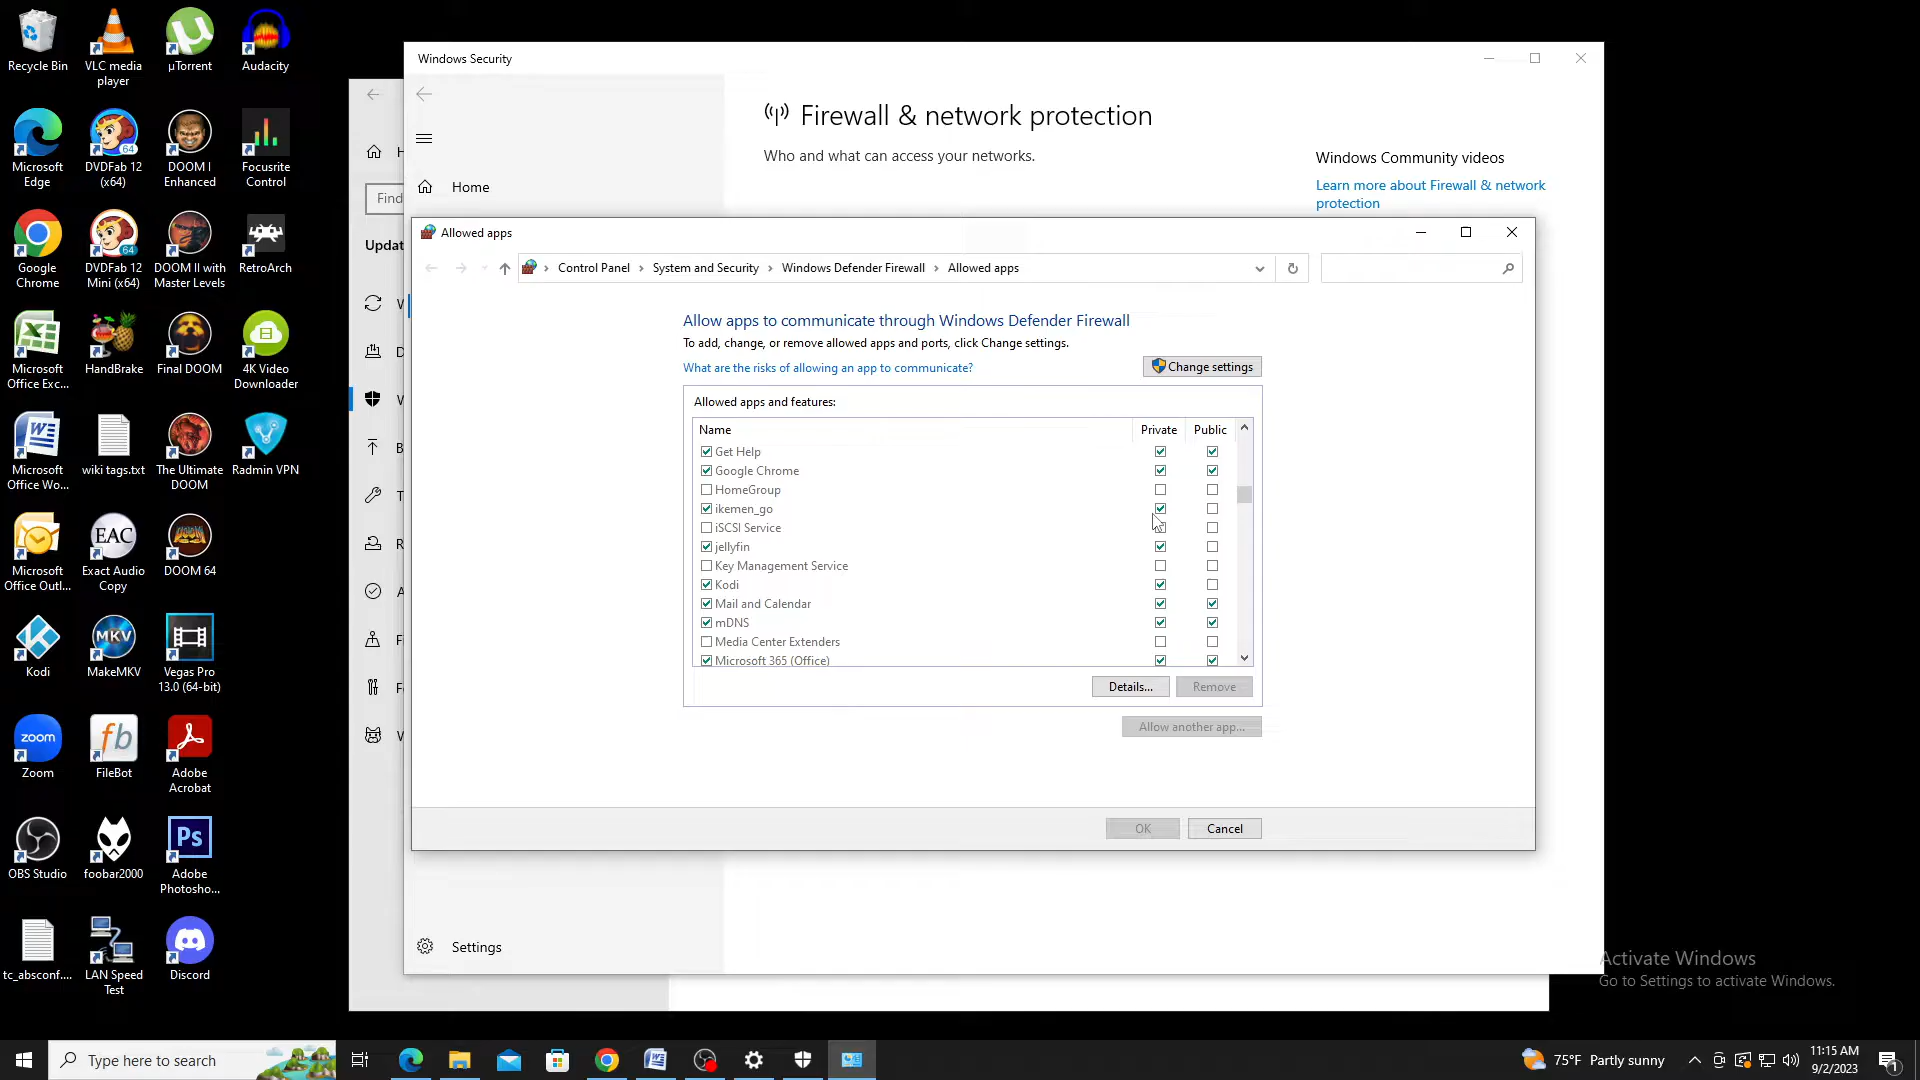 Recycle Bin
VLC media
player
µTorrent
Audacity
Microsoft
Edge
64
DVDFab 12
(x64)
DOOM I
Enhanced
Focusrite
Control
Google
Chrome
64
DVDFab 12
Mini (x64)
DOOM II with
Master Levels
RetroArch
Microsoft
Office Exc...
HandBrake
Final DOOM
4K Video
Downloader
Microsoft
Office Wo...
wiki tags.txt
The Ultimate
DOOM
Radmin VPN
Microsoft
Office Outl...
EAC
Exact Audio
Copy
DOOM 64
Kodi
MKV
MakeMKV
Vegas Pro
13.0 (64-bit)
zoom
Zoom
fb
FileBot
Adobe
Acrobat
OBS Studio
foobar2000
Ps
Adobe
Photosho...
tc_absconf....
LAN Speed
Test
Discord
H
Find
Updat
W
D
W
B
T
R
A
F
F
W
Windows Security
Home
Settings
Firewall & network protection
Who and what can access your networks.
Windows Community videos
Learn more about Firewall & network
protection
Allowed apps
Control Panel › System and Security › Windows Defender Firewall › Allowed apps
Allow apps to communicate through Windows Defender Firewall
To add, change, or remove allowed apps and ports, click Change settings.
What are the risks of allowing an app to communicate?
Change settings
Allowed apps and features:
Name Private Public
Get Help
Google Chrome
HomeGroup
ikemen_go
iSCSI Service
jellyfin
Key Management Service
Kodi
Mail and Calendar
mDNS
Media Center Extenders
Microsoft 365 (Office)
Details... Remove
Allow another app...
OK Cancel
Activate Windows
Go to Settings to activate Windows.
Type here to search
75°F Partly sunny
11:15 AM
9/2/2023
1